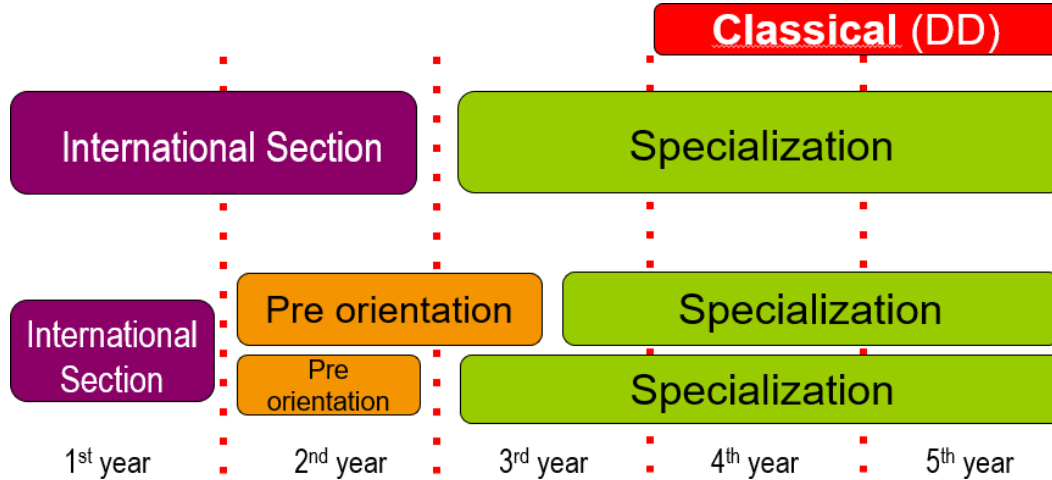 Classical (DD)
International Section
Specialization
Pre orientation
Specialization
International
Section
Pre
orientation
Specialization
1st year
2nd year
3rd year
4th year
5th year